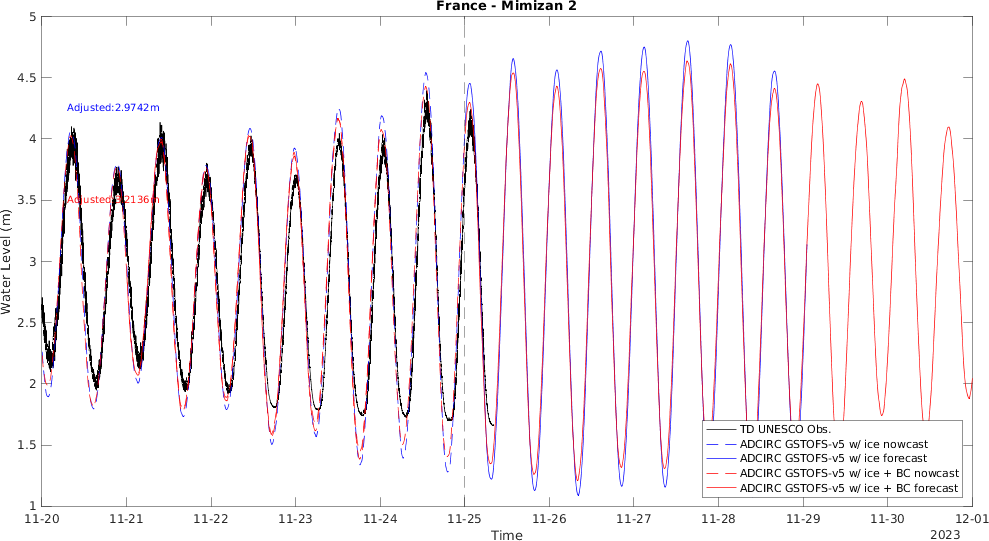 France - Mimizan 2
Water Level (m)
5
4.5
4
3.5
3
2.5
2
1.5
1
Adjusted:2.9742m
Adjusted:3.2136m
TD UNESCO Obs.
ADCIRC GSTOFS-v5 w/ ice nowcast
ADCIRC GSTOFS-v5 w/ ice forecast
ADCIRC GSTOFS-v5 w/ ice + BC nowcast
ADCIRC GSTOFS-v5 w/ ice + BC forecast
11-20 11-21 11-22 11-23 11-24 11-25 11-26 11-27 11-28 11-29 11-30 12-01
Time
2023